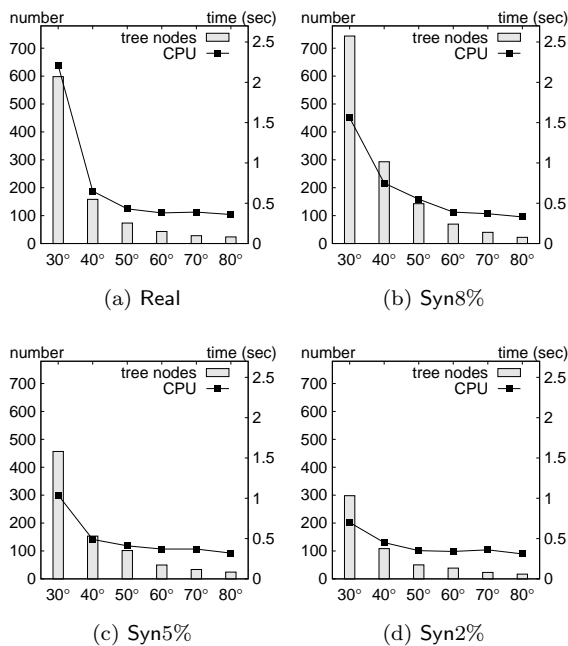 number time (sec)
tree nodes
CPU
700
600
500
400
300
200
100
0
2.5
2
1.5
1
0.5
0
30° 40° 50° 60° 70° 80°
(a) Real
number time (sec)
tree nodes
CPU
700
600
500
400
300
200
100
0
2.5
2
1.5
1
0.5
0
30° 40° 50° 60° 70° 80°
(b) Syn8%
number time (sec)
tree nodes
CPU
700
600
500
400
300
200
100
0
2.5
2
1.5
1
0.5
0
30° 40° 50° 60° 70° 80°
(c) Syn5%
number time (sec)
tree nodes
CPU
700
600
500
400
300
200
100
0
2.5
2
1.5
1
0.5
0
30° 40° 50° 60° 70° 80°
(d) Syn2%